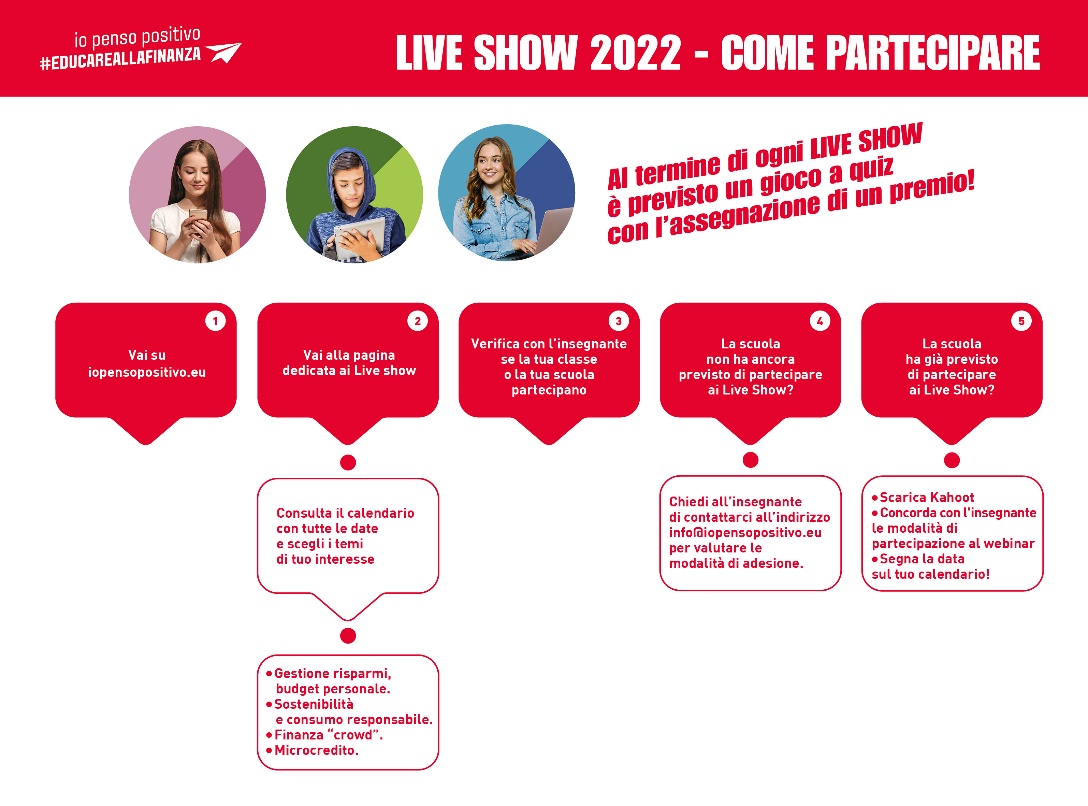 io penso positivo
#EDUCAREALLAFINANZA
LIVE SHOW 2022 - COME PARTECIPARE
Al termine di ogni LIVE SHOW
è previsto un gioco a quiz
con l'assegnazione di un premio!
1
Vai su
iopensopositivo.eu
2
Vai alla pagina
dedicata ai Live show
Consulta il calendario
con tutte le date
e scegli i temi
di tuo interesse
•Gestione risparmi,
budget personale.
•Sostenibilità
e consumo responsabile.
•Finanza "crowd".
•Microcredito.
3
Verifica con l'insegnante
se la tua classe
o la tua scuola
partecipano
4
La scuola
non ha ancora
previsto di partecipare
ai Live Show?
Chiedi all'insegnante
di contattarci all'indirizzo
info@iopensopositivo.eu
per valutare le
modalità di adesione.
5
La scuola
ha già previsto
di partecipare
ai Live Show?
•Scarica Kahoot
•Concorda con l'insegnante
le modalità di
partecipazione al webinar
•Segna la data
sul tuo calendario!